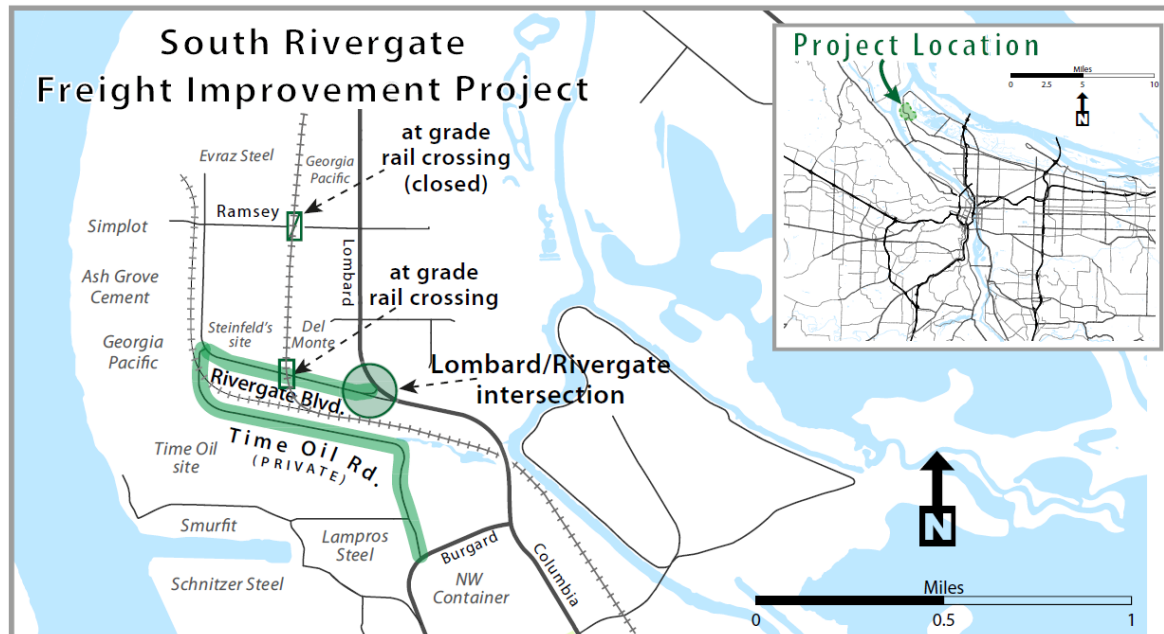 South Rivergate
Freight Improvement Project
Project Location
Miles
0
2.5
5
10
N
Evraz Steel
Georgia
Pacific
at grade
rail crossing
(closed)
Ramsey
Simplot
Lombard
Ash Grove
Cement
at grade
rail crossing
Georgia
Pacific
Steinfeld's
site
Del
Monte
Rivergate Blvd.
Lombard/Rivergate
intersection
Time Oil Rd.
(PRIVATE)
Time Oil
site
Smurfit
Lampros
Steel
Schnitzer Steel
Burgard
NW
Container
Columbia
N
Miles
0
0.5
1